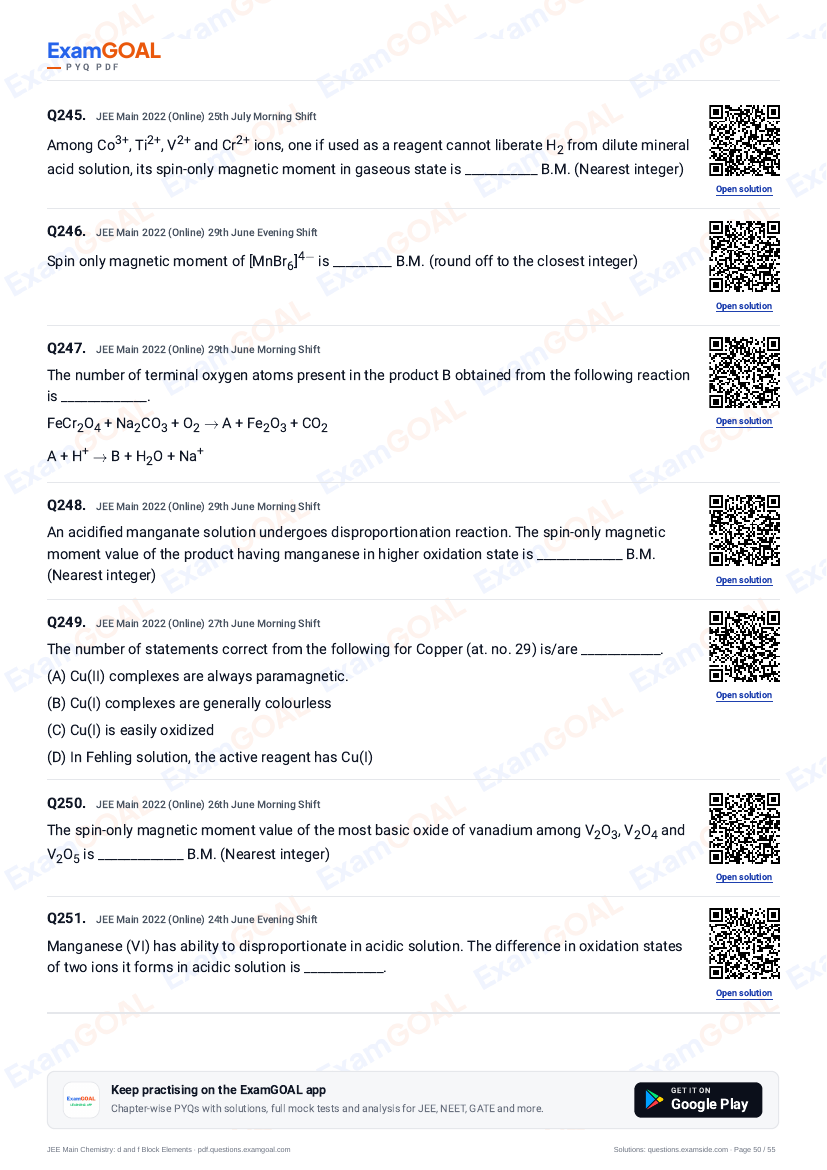 ExamGOAL
PYQ PDF
Q245. JEE Main 2022 (Online) 25th July Morning Shift
Among Co³⁺, Ti²⁺, V²⁺ and Cr²⁺ ions, one if used as a reagent cannot liberate H₂ from dilute mineral
acid solution, its spin-only magnetic moment in gaseous state is __________ B.M. (Nearest integer)
Open solution
Q246. JEE Main 2022 (Online) 29th June Evening Shift
Spin only magnetic moment of [MnBr₆]⁴⁻ is ________ B.M. (round off to the closest integer)
Open solution
Q247. JEE Main 2022 (Online) 29th June Morning Shift
The number of terminal oxygen atoms present in the product B obtained from the following reaction
is ____________.
FeCr₂O₄ + Na₂CO₃ + O₂ → A + Fe₂O₃ + CO₂
A + H⁺ → B + H₂O + Na⁺
Open solution
Q248. JEE Main 2022 (Online) 29th June Morning Shift
An acidified manganate solution undergoes disproportionation reaction. The spin-only magnetic
moment value of the product having manganese in higher oxidation state is ____________ B.M.
(Nearest integer)
Open solution
Q249. JEE Main 2022 (Online) 27th June Morning Shift
The number of statements correct from the following for Copper (at. no. 29) is/are ___________.
(A) Cu(II) complexes are always paramagnetic.
(B) Cu(I) complexes are generally colourless
(C) Cu(I) is easily oxidized
(D) In Fehling solution, the active reagent has Cu(I)
Open solution
Q250. JEE Main 2022 (Online) 26th June Morning Shift
The spin-only magnetic moment value of the most basic oxide of vanadium among V₂O₃, V₂O₄ and
V₂O₅ is ____________ B.M. (Nearest integer)
Open solution
Q251. JEE Main 2022 (Online) 24th June Evening Shift
Manganese (VI) has ability to disproportionate in acidic solution. The difference in oxidation states
of two ions it forms in acidic solution is ___________.
Open solution
Keep practising on the ExamGOAL app
Chapter-wise PYQs with solutions, full mock tests and analysis for JEE, NEET, GATE and more.
GET IT ON
Google Play
JEE Main Chemistry: d and f Block Elements · pdf.questions.examgoal.com
Solutions: questions.examside.com · Page 50 / 55